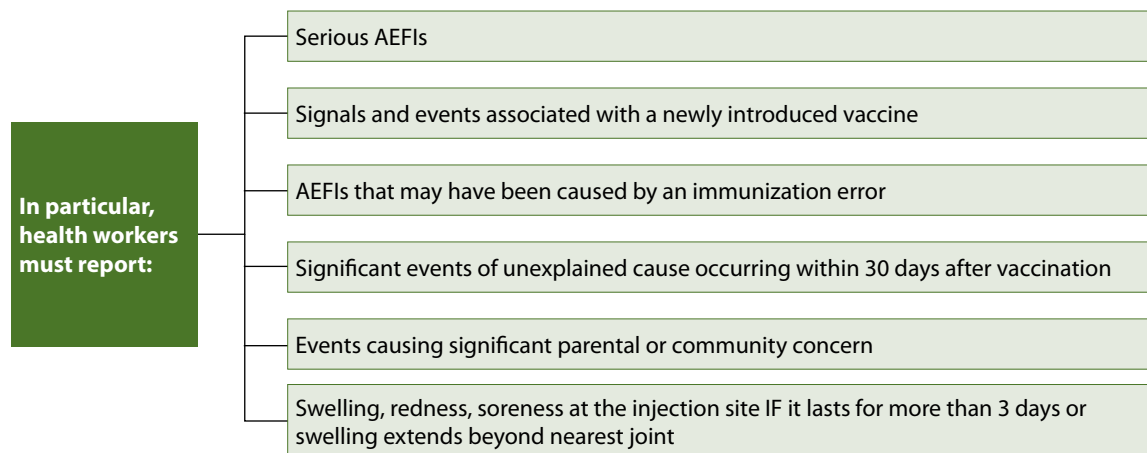 In particular,
health workers
must report:
Serious AEFIs
Signals and events associated with a newly introduced vaccine
AEFIs that may have been caused by an immunization error
Significant events of unexplained cause occurring within 30 days after vaccination
Events causing significant parental or community concern
Swelling, redness, soreness at the injection site IF it lasts for more than 3 days or
swelling extends beyond nearest joint